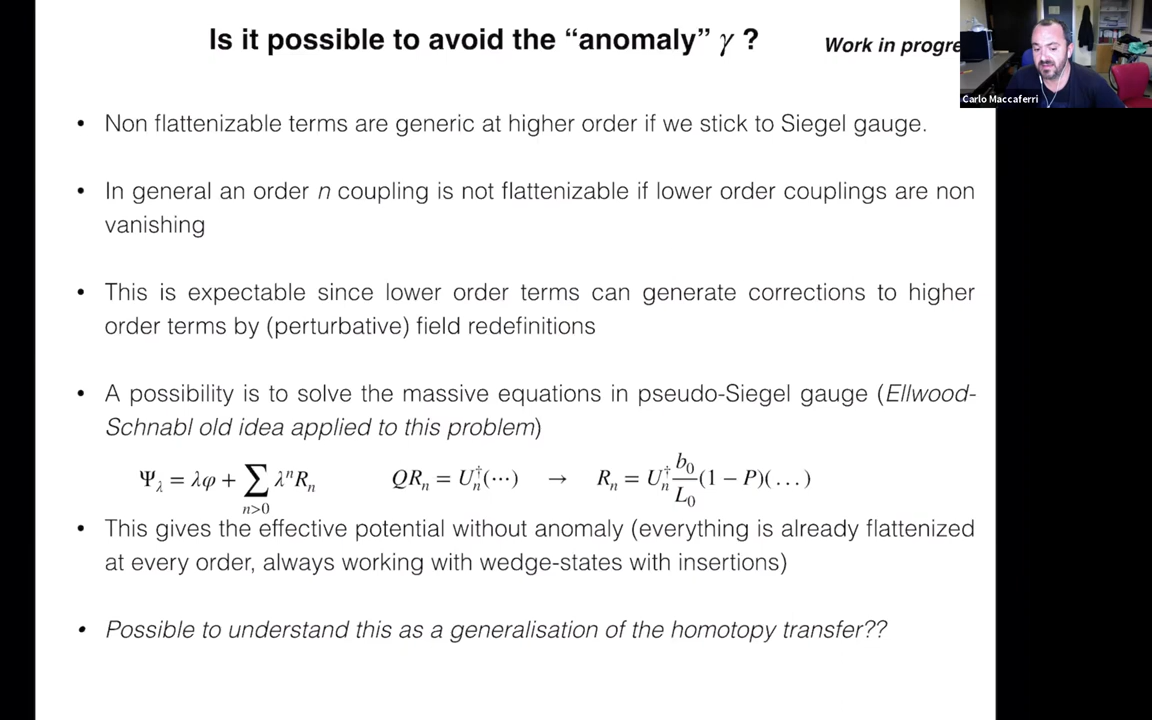 Is it possible to avoid the “anomaly” γ ?
Work in progre
Carlo Maccaferri
• Non flattenizable terms are generic at higher order if we stick to Siegel gauge.
• In general an order n coupling is not flattenizable if lower order couplings are non
vanishing
• This is expectable since lower order terms can generate corrections to higher
order terms by (perturbative) field redefinitions
• A possibility is to solve the massive equations in pseudo-Siegel gauge (Ellwood-
Schnabl old idea applied to this problem)
Ψ_λ = λφ + ∑_{n>0} λ^n R_n    QR_n = U_n^†(⋯)  →  R_n = U_n^† b_0/L_0 (1 − P)(...)
• This gives the effective potential without anomaly (everything is already flattenized
at every order, always working with wedge-states with insertions)
• Possible to understand this as a generalisation of the homotopy transfer??